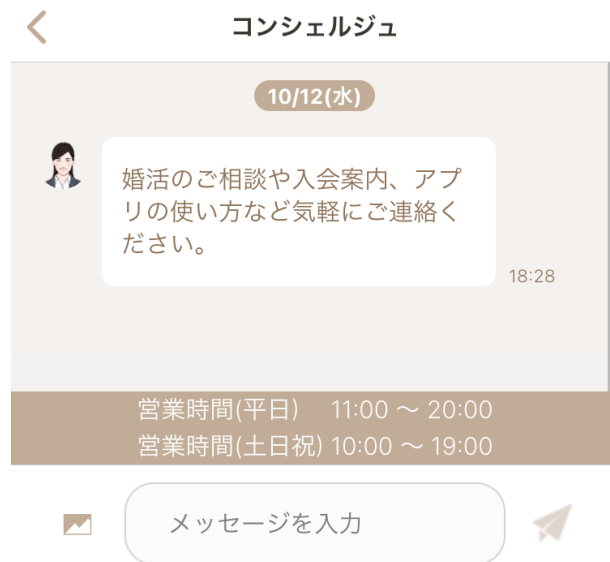 コンシェルジュ
10/12(水)
婚活のご相談や入会案内、アプ
リの使い方など気軽にご連絡く
ださい。
18:28
営業時間(平日) 11:00 〜 20:00
営業時間(土日祝) 10:00 〜 19:00
メッセージを入力